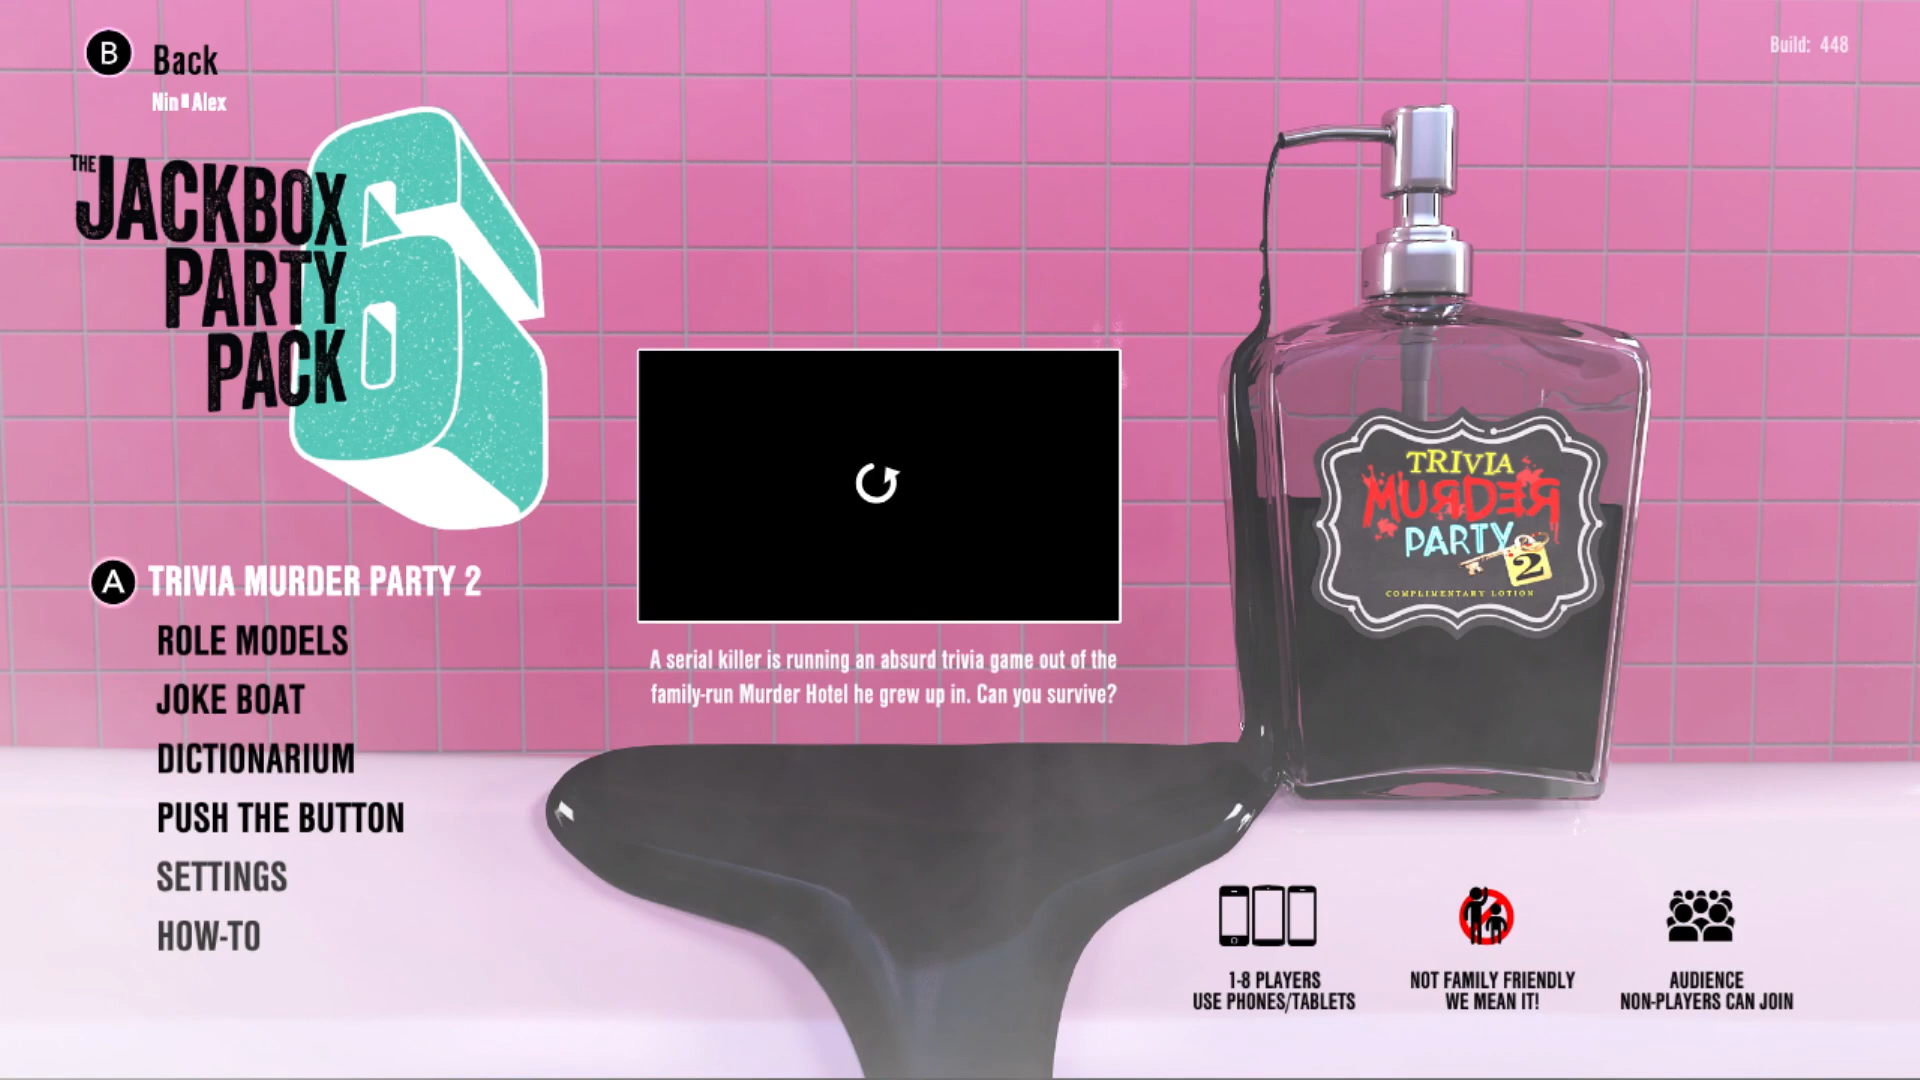 B Back
Build: 448
Nin Alex
THE
JACKBOX
PARTY
PACK
6
A TRIVIA MURDER PARTY 2
ROLE MODELS
JOKE BOAT
DICTIONARIUM
PUSH THE BUTTON
SETTINGS
HOW-TO
A serial killer is running an absurd trivia game out of the
family-run Murder Hotel he grew up in. Can you survive?
TRIVIA
MURDER
PARTY
2
COMPLIMENTARY LOTION
1-8 PLAYERS
USE PHONES/TABLETS
NOT FAMILY FRIENDLY
WE MEAN IT!
AUDIENCE
NON-PLAYERS CAN JOIN